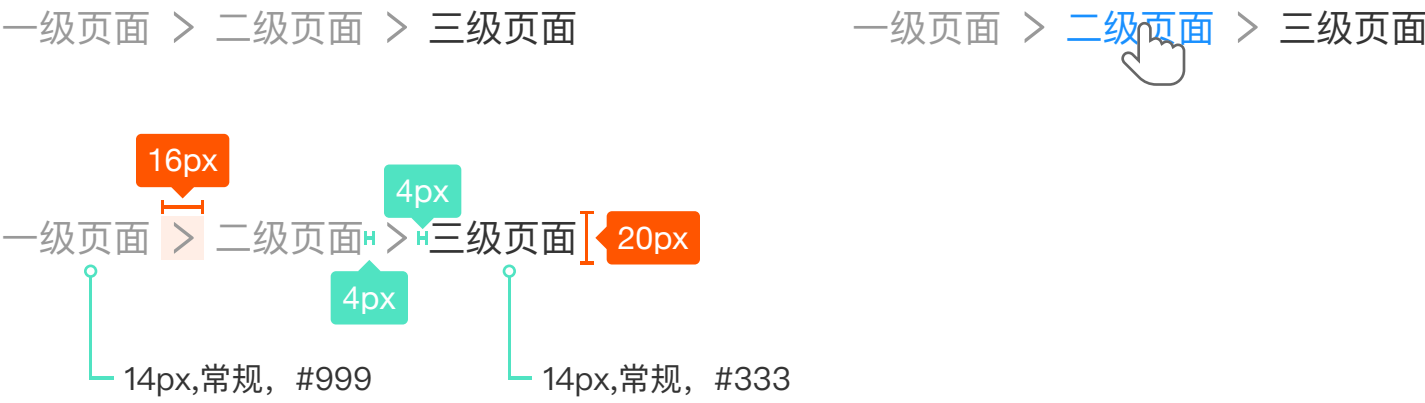 一级页面 > 二级页面 > 三级页面
一级页面 > 二级页面 > 三级页面
16px
4px
一级页面 > 二级页面 > 三级页面
20px
4px
14px,常规，#999
14px,常规，#333